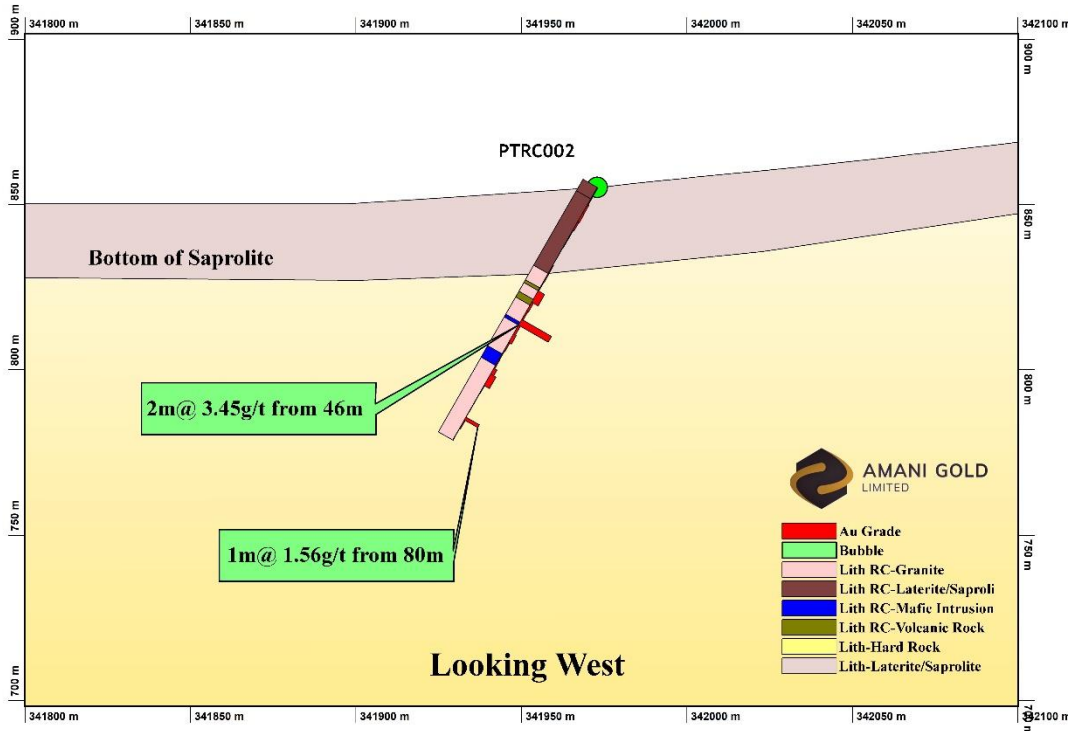 341800 m 341850 m 341900 m 341950 m 342000 m 342050 m 342100 m
900 m 900 m
PTRC002
850 m 850 m
Bottom of Saprolite
800 m 800 m
2m@ 3.45g/t from 46m
AMANI GOLD
LIMITED
Au Grade
750 m 750 m
1m@ 1.56g/t from 80m
Bubble
Lith RC-Granite
Lith RC-Laterite/Saproli
Lith RC-Mafic Intrusion
Lith RC-Volcanic Rock
Lith-Hard Rock
Lith-Laterite/Saprolite
Looking West
700 m
341800 m 341850 m 341900 m 341950 m 342000 m 342050 m 342100 m